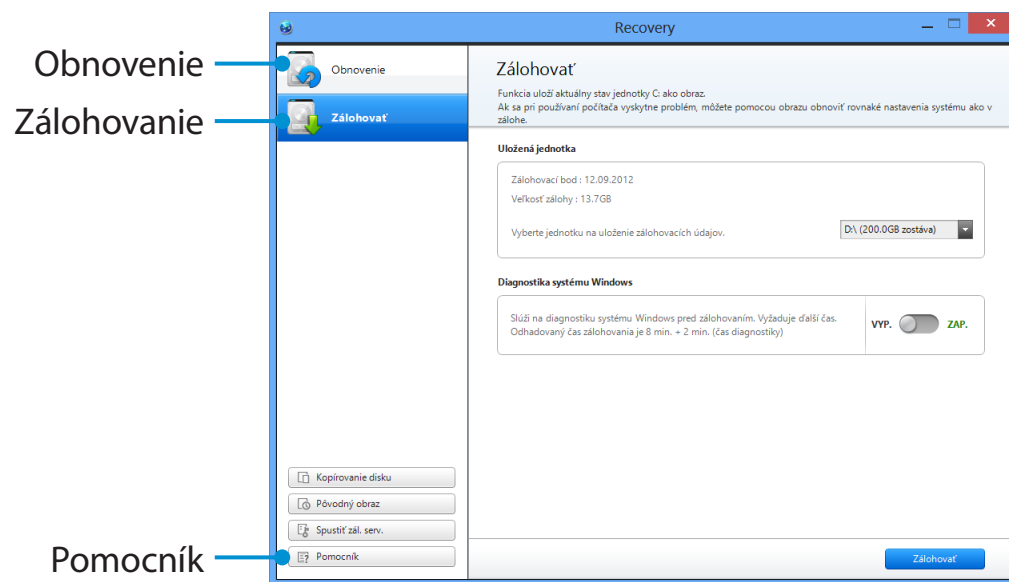 Recovery
Obnovenie
Zálohovanie
Pomocník
Obnovenie
Zálohovať
Kopírovanie disku
Pôvodný obraz
Spustiť zál. serv.
Pomocník
Zálohovať
Funkcia uloží aktuálny stav jednotky C: ako obraz.
Ak sa pri používaní počítača vyskytne problém, môžete pomocou obrazu obnoviť rovnaké nastavenia systému ako v
zálohe.
Uložená jednotka
Zálohovací bod : 12.09.2012
Veľkosť zálohy : 13.7GB
Vyberte jednotku na uloženie zálohovacích údajov.
D:\ (200.0GB zostáva)
Diagnostika systému Windows
Slúži na diagnostiku systému Windows pred zálohovaním. Vyžaduje ďalší čas.
Odhadovaný čas zálohovania je 8 min. + 2 min. (čas diagnostiky)
VYP.
ZAP.
Zálohovať